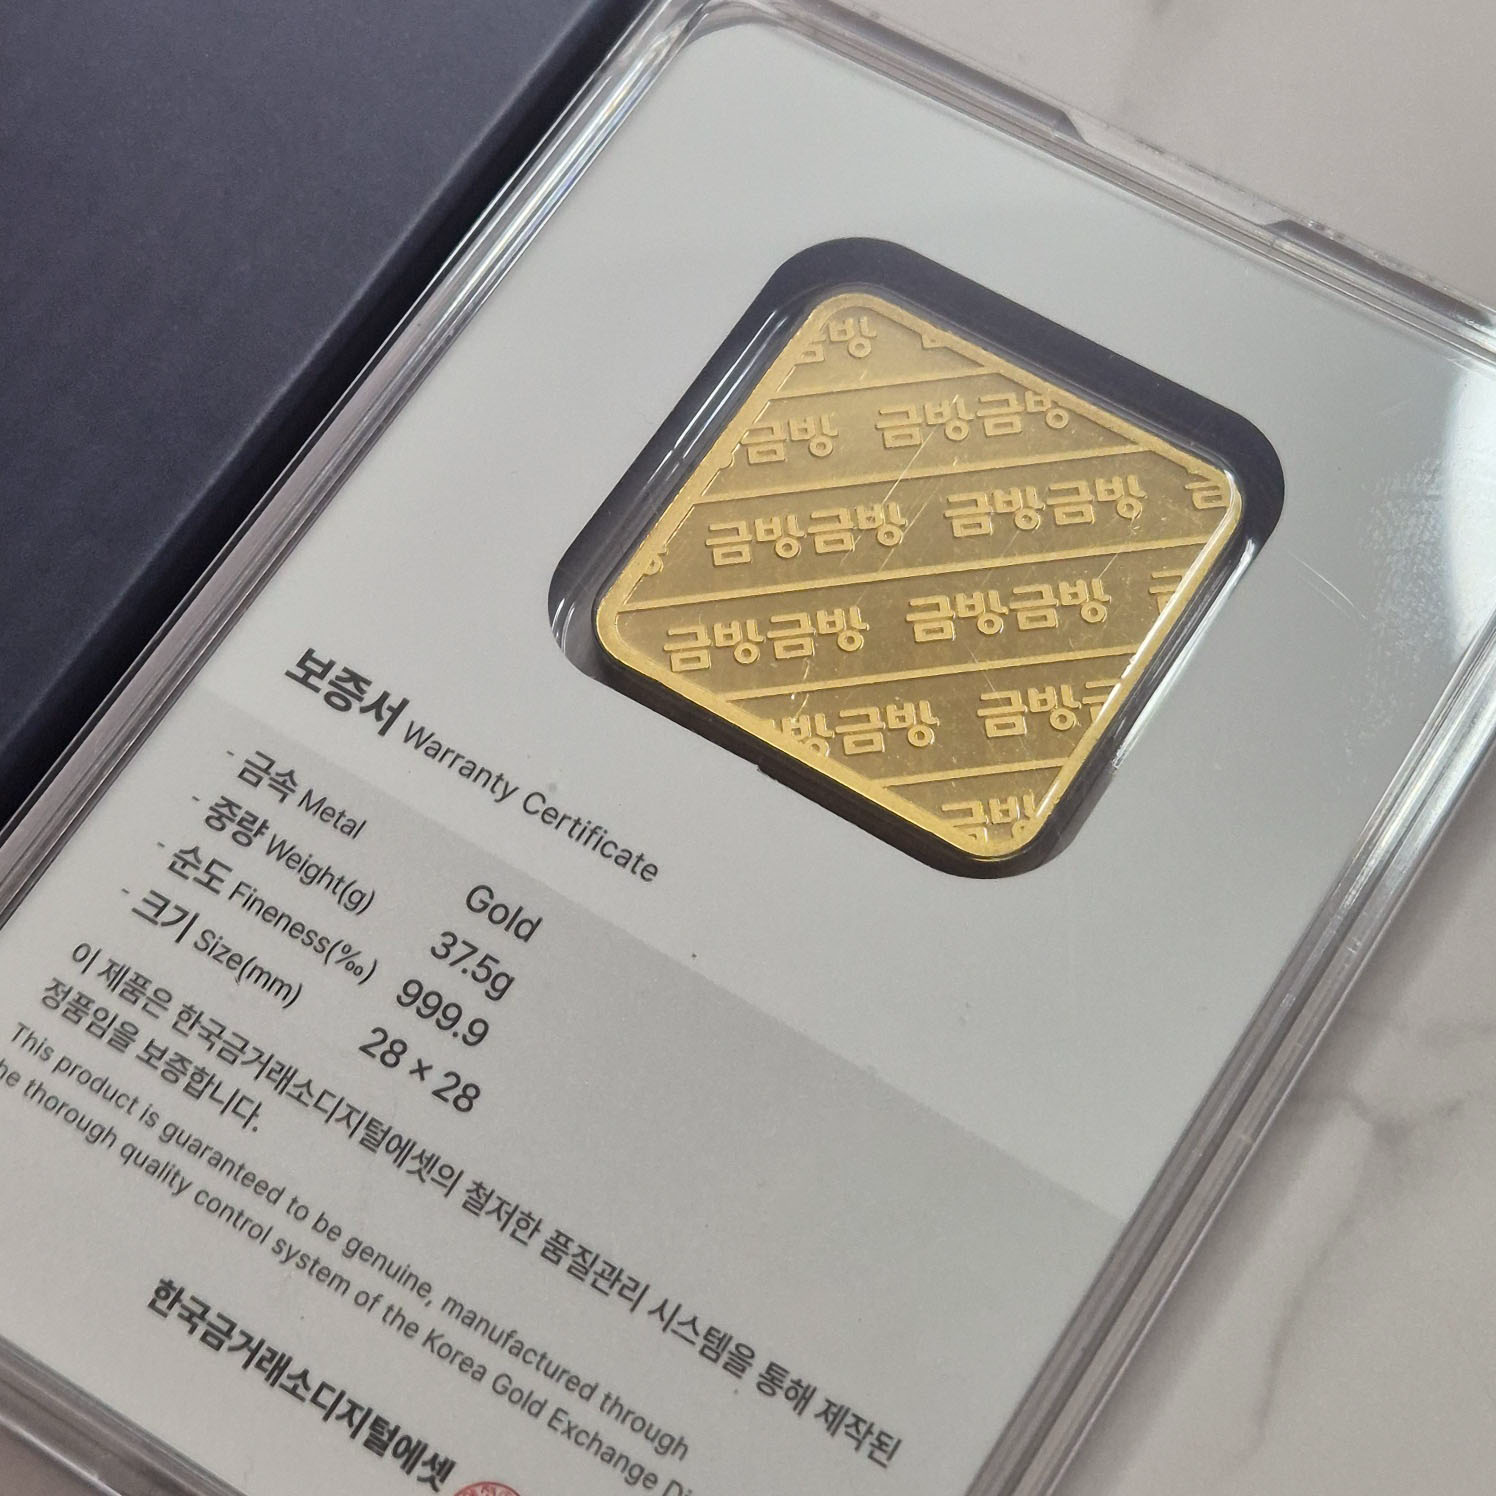 금방
금방 금방금방
금방금방 금방금방 금
금방금방 금방금방
금방금방 금방
금방
보증서 Warranty Certificate
- 금속 Metal Gold
- 중량 Weight(g) 37.5g
- 순도 Fineness(‰) 999.9
- 크기 Size(mm) 28 × 28
이 제품은 한국금거래소디지털에셋의 철저한 품질관리 시스템을 통해 제작된
정품임을 보증합니다.
This product is guaranteed to be genuine, manufactured through
thorough quality control system of the Korea Gold Exchange
한국금거래소디지털에셋